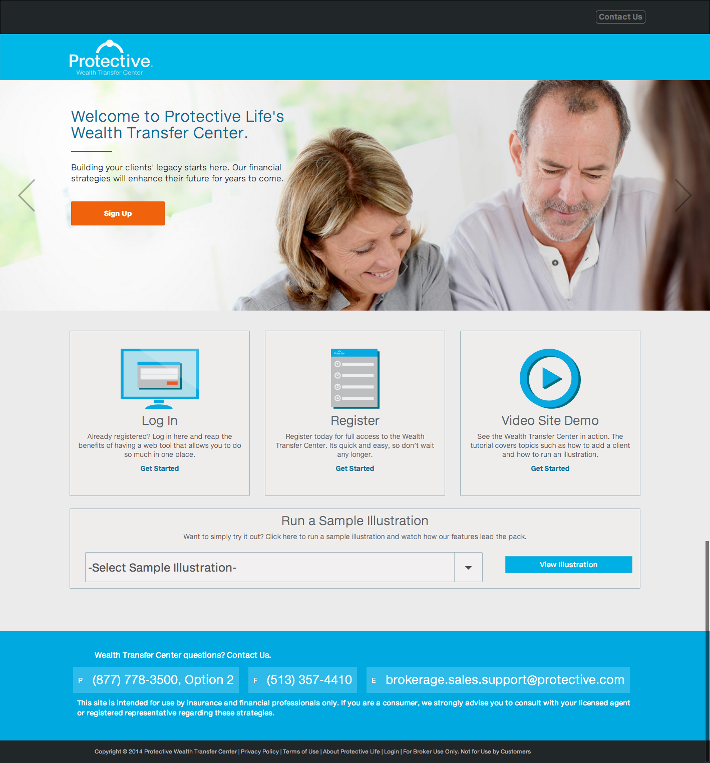 Contact Us
Protective.
Wealth Transfer Center
Welcome to Protective Life's
Wealth Transfer Center.
Building your clients' legacy starts here. Our financial
strategies will enhance their future for years to come.
Sign Up
Log In
Already registered? Log in here and reap the
benefits of having a web tool that allows you to do
so much in one place.
Get Started
Register
Register today for full access to the Wealth
Transfer Center. Its quick and easy, so don't wait
any longer.
Get Started
Video Site Demo
See the Wealth Transfer Center in action. The
tutorial covers topics such as how to add a client
and how to run an illustration.
Get Started
Run a Sample Illustration
Want to simply try it out? Click here to run a sample illustration and watch how our features lead the pack.
-Select Sample Illustration-
View Illustration
Wealth Transfer Center questions? Contact Us.
P (877) 778-3500, Option 2
F (513) 357-4410
E brokerage.sales.support@protective.com
This site is intended for use by insurance and financial professionals only. If you are a consumer, we strongly advise you to consult with your licensed agent
or registered representative regarding these strategies.
Copyright © 2014 Protective Wealth Transfer Center | Privacy Policy | Terms of Use | About Protective Life | Login | For Broker Use Only. Not for Use by Customers